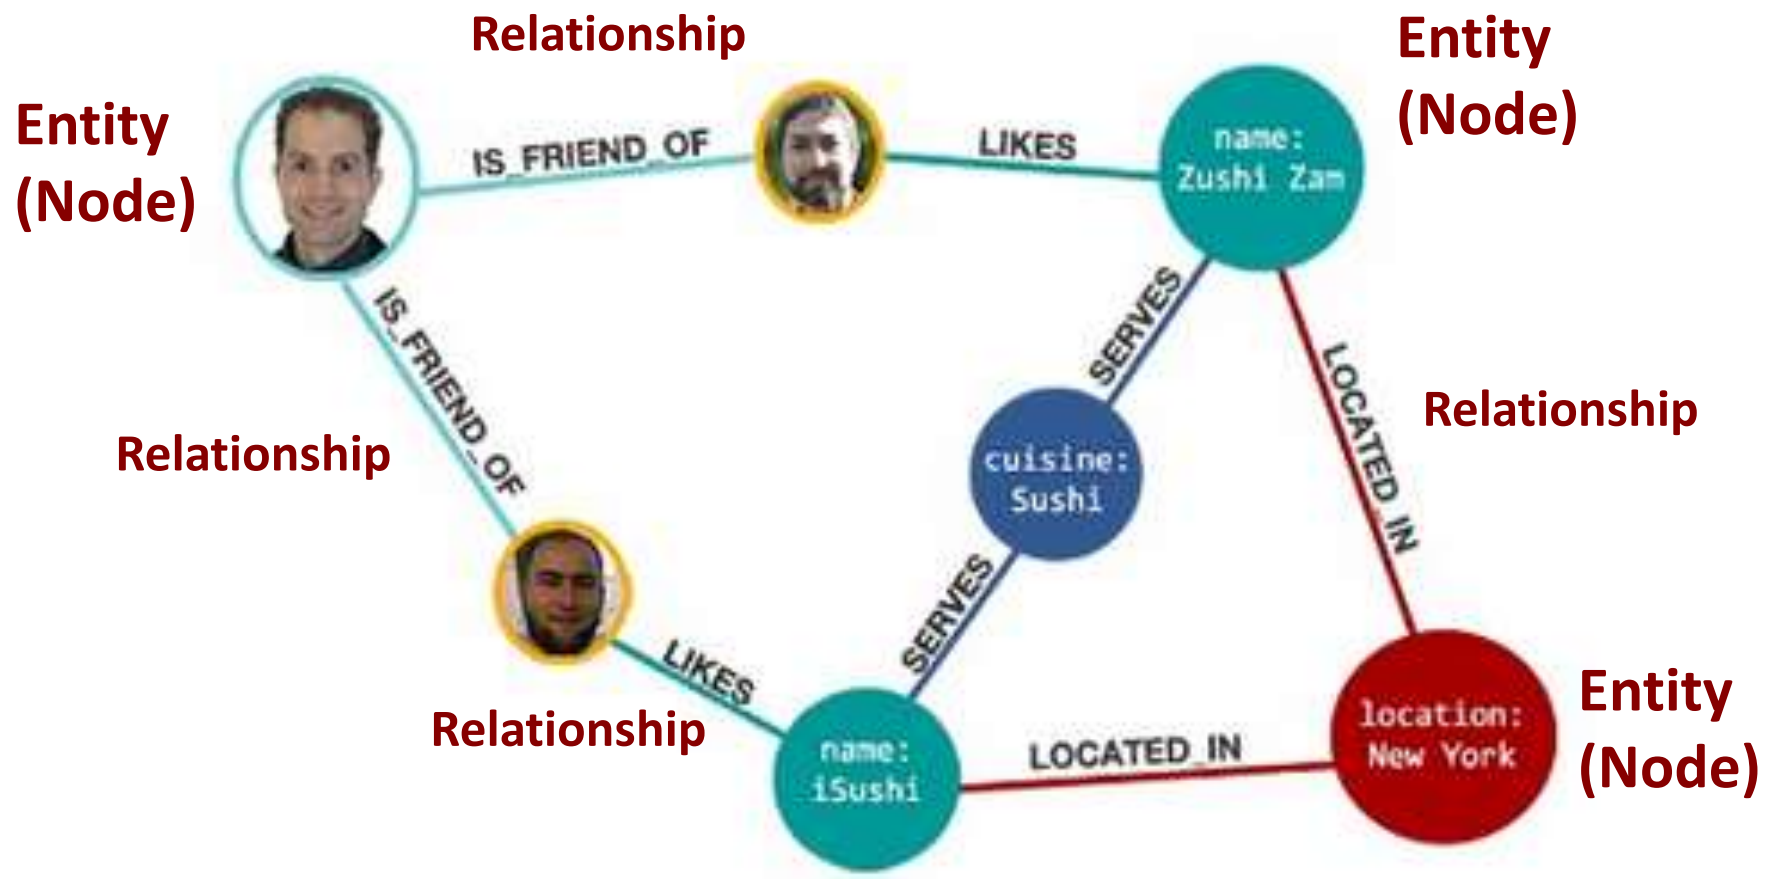 Relationship
Entity
(Node)
Entity
(Node)
IS_FRIEND_OF
LIKES
name:
Zushi Zam
IS_FRIEND_OF
SERVES
LOCATED_IN
Relationship
Relationship
cuisine:
Sushi
SERVES
LIKES
Relationship
name:
iSushi
LOCATED_IN
location:
New York
Entity
(Node)